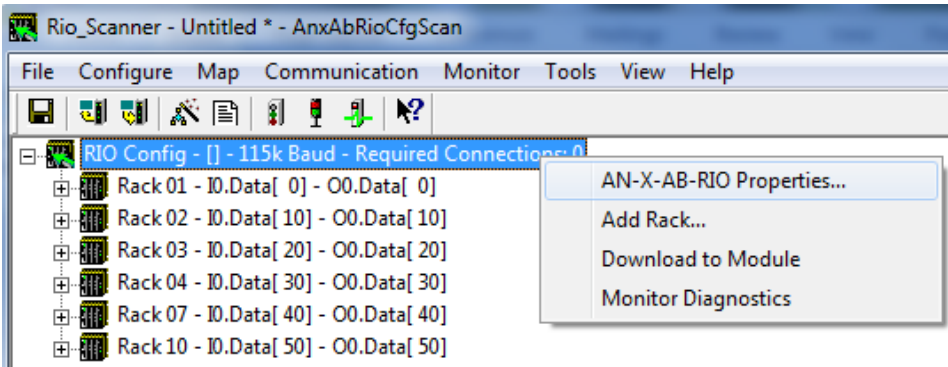 Rio_Scanner - Untitled * - AnxAbRioCfgScan
File Configure Map Communication Monitor Tools View Help
RIO Config - [] - 115k Baud - Required Connections: 0
AN-X-AB-RIO Properties...
Add Rack...
Download to Module
Monitor Diagnostics
Rack 01 - I0.Data[ 0] - O0.Data[ 0]
Rack 02 - I0.Data[ 10] - O0.Data[ 10]
Rack 03 - I0.Data[ 20] - O0.Data[ 20]
Rack 04 - I0.Data[ 30] - O0.Data[ 30]
Rack 07 - I0.Data[ 40] - O0.Data[ 40]
Rack 10 - I0.Data[ 50] - O0.Data[ 50]